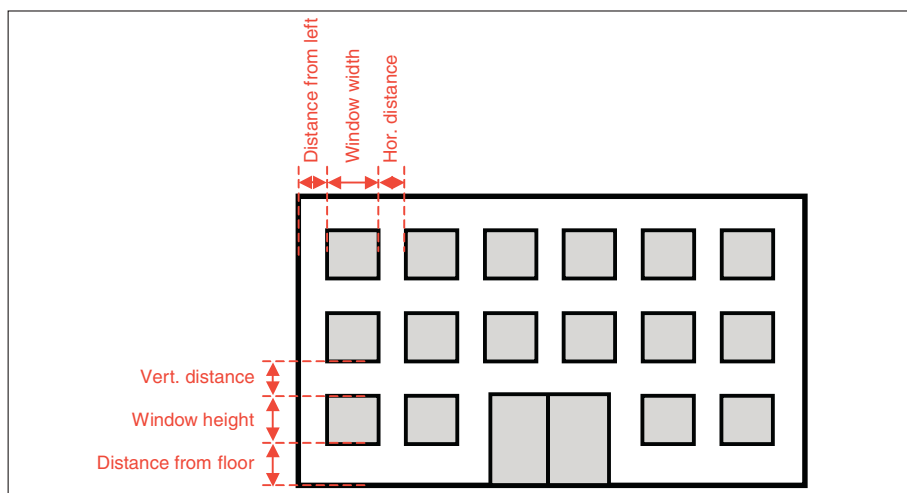 Distance from left
Window width
Hor. distance
Vert. distance
Window height
Distance from floor